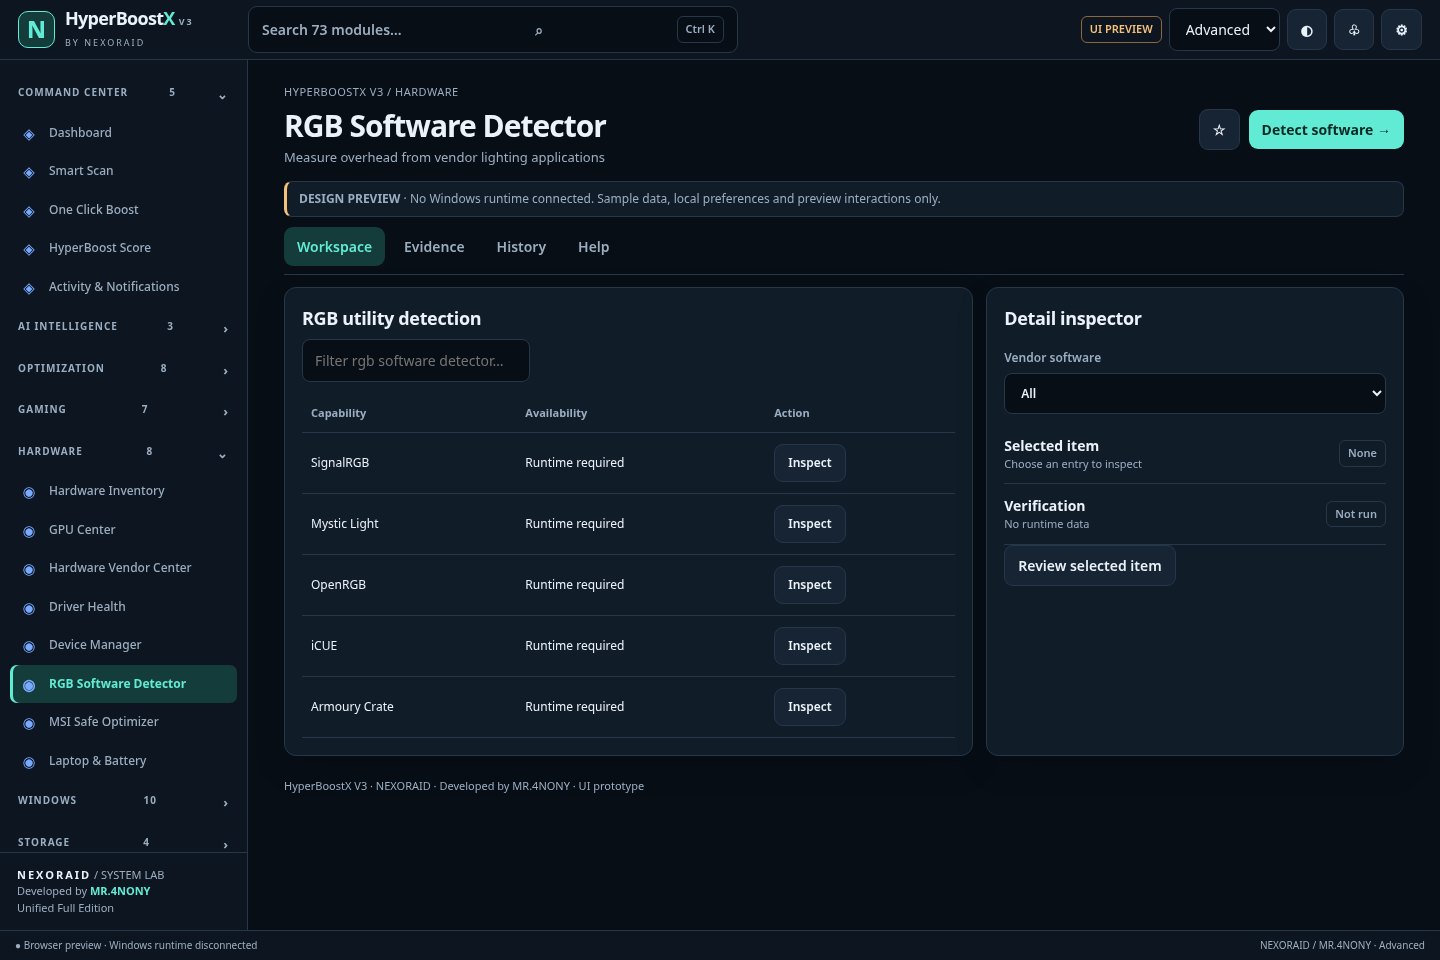 N HyperBoostX V3
BY NEXORAID
Search 73 modules...
Ctrl K
UI PREVIEW
Advanced
COMMAND CENTER 5
Dashboard
Smart Scan
One Click Boost
HyperBoost Score
Activity & Notifications
AI INTELLIGENCE 3
OPTIMIZATION 8
GAMING 7
HARDWARE 8
Hardware Inventory
GPU Center
Hardware Vendor Center
Driver Health
Device Manager
RGB Software Detector
MSI Safe Optimizer
Laptop & Battery
WINDOWS 10
STORAGE 4
NEXORAID / SYSTEM LAB
Developed by MR.4NONY
Unified Full Edition
HYPERBOOSTX V3 / HARDWARE
RGB Software Detector
Measure overhead from vendor lighting applications
Detect software →
DESIGN PREVIEW · No Windows runtime connected. Sample data, local preferences and preview interactions only.
Workspace Evidence History Help
RGB utility detection
Filter rgb software detector...
Capability Availability Action
SignalRGB Runtime required Inspect
Mystic Light Runtime required Inspect
OpenRGB Runtime required Inspect
iCUE Runtime required Inspect
Armoury Crate Runtime required Inspect
Detail inspector
Vendor software
All
Selected item
Choose an entry to inspect
None
Verification
No runtime data
Not run
Review selected item
HyperBoostX V3 · NEXORAID · Developed by MR.4NONY · UI prototype
● Browser preview · Windows runtime disconnected
NEXORAID / MR.4NONY · Advanced